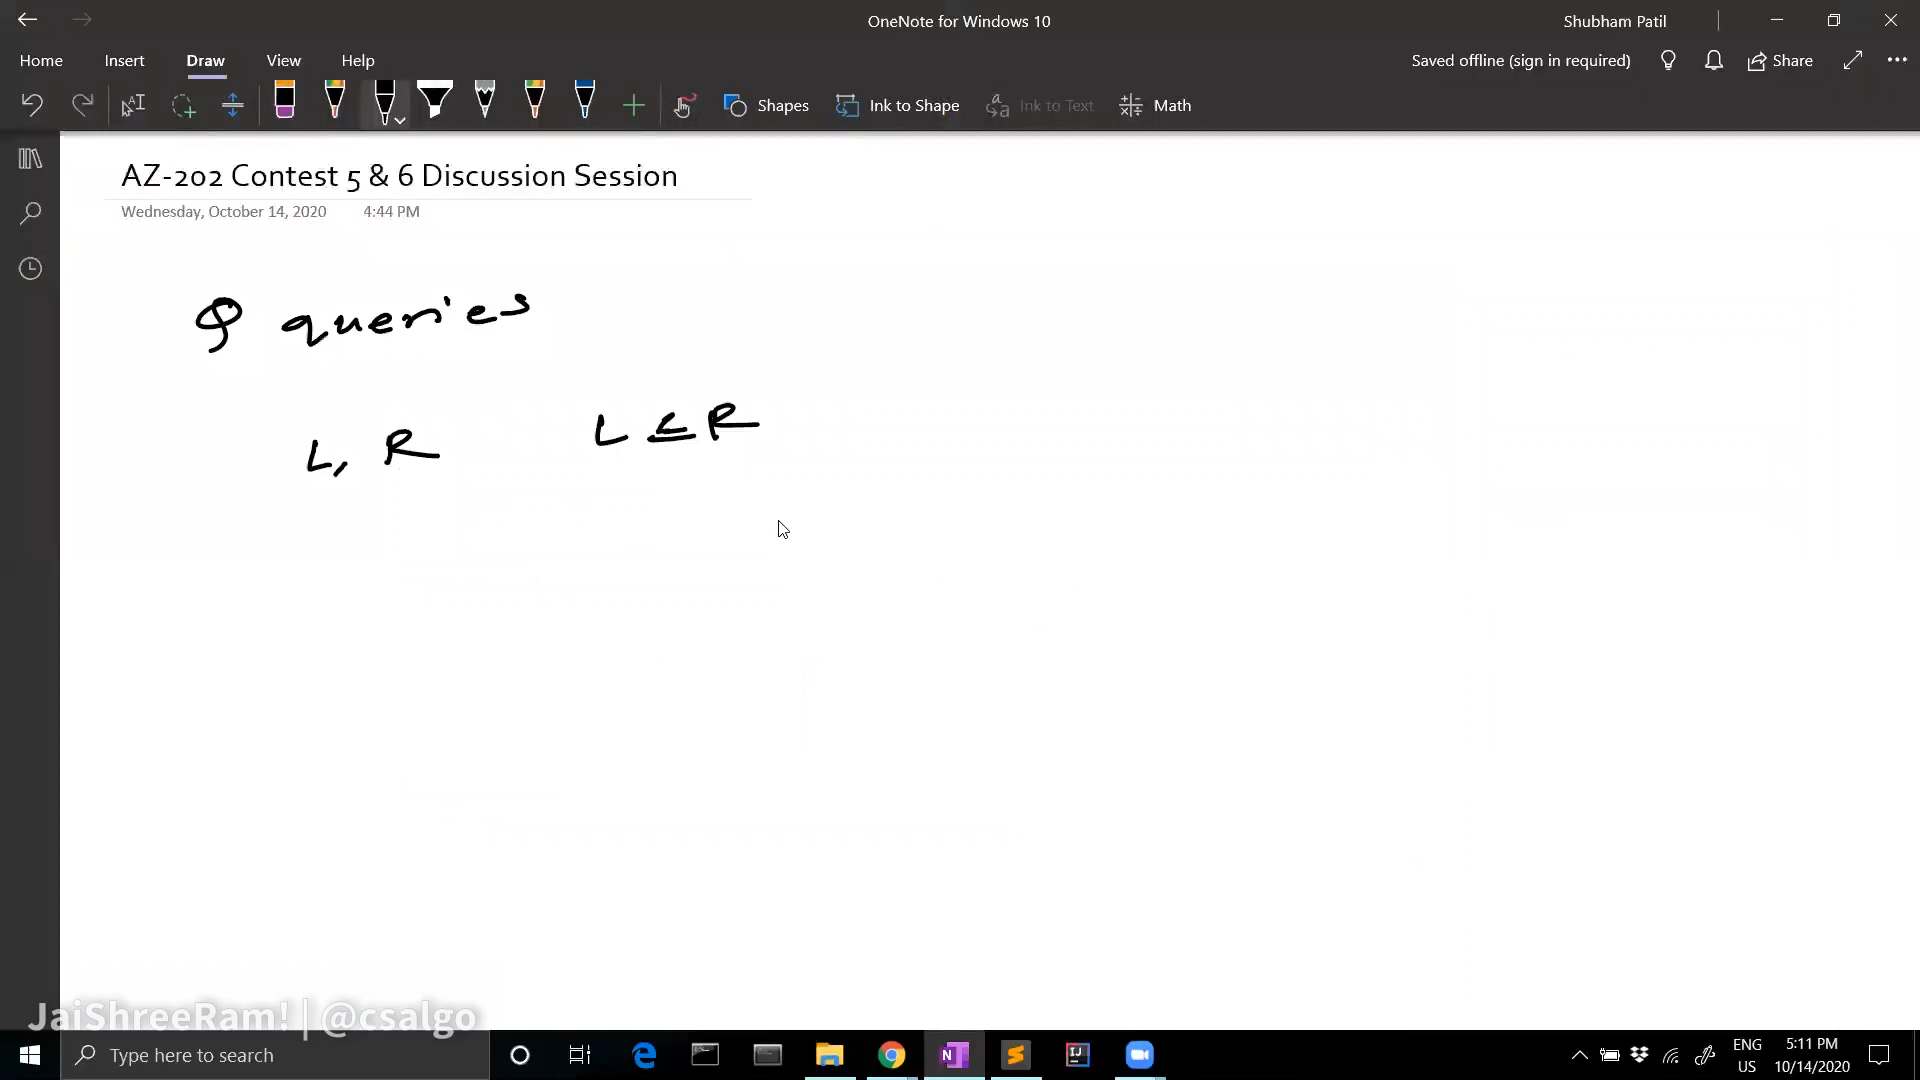 OneNote for Windows 10
Shubham Patil
Home Insert Draw View Help
Saved offline (sign in required)
Share
Shapes
Ink to Shape
Ink to Text
Math
AZ-202 Contest 5 & 6 Discussion Session
Wednesday, October 14, 2020 4:44 PM
Q queries
L, R L ≤ R
JaiShreeRam! | @csalgo
Type here to search
ENG
US
5:11 PM
10/14/2020